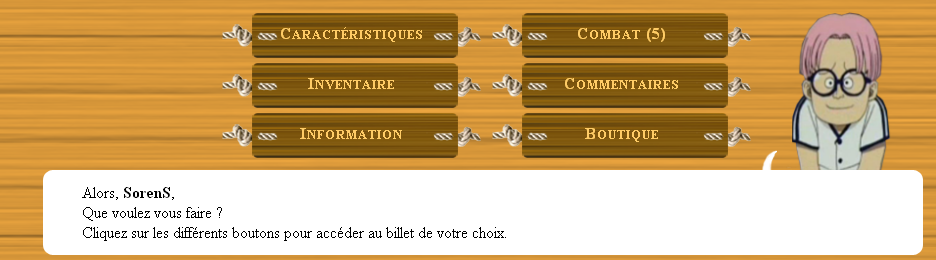 Caractéristiques
Combat (5)
Inventaire
Commentaires
Information
Boutique
Alors, SorenS,
Que voulez vous faire ?
Cliquez sur les différents boutons pour accéder au billet de votre choix.